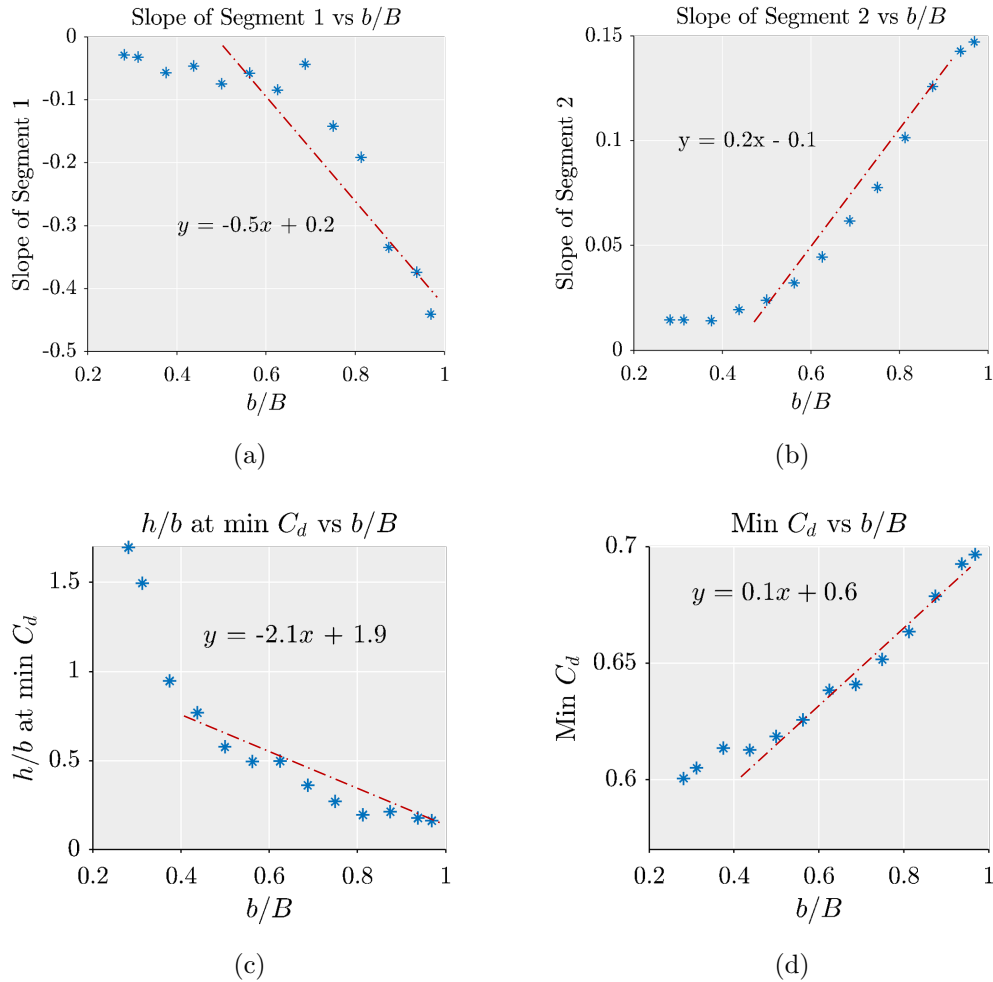 Slope of Segment 1 vs b/B
0
-0.1
-0.2
-0.3
-0.4
-0.5
Slope of Segment 1
y = -0.5x + 0.2
0.2
0.4
0.6
0.8
1
b/B
(a)
Slope of Segment 2 vs b/B
0.15
0.1
0.05
0
Slope of Segment 2
y = 0.2x - 0.1
0.2
0.4
0.6
0.8
1
b/B
(b)
h/b at min C_d vs b/B
1.5
1
0.5
0
h/b at min C_d
y = -2.1x + 1.9
0.2
0.4
0.6
0.8
1
b/B
(c)
Min C_d vs b/B
0.7
0.65
0.6
Min C_d
y = 0.1x + 0.6
0.2
0.4
0.6
0.8
1
b/B
(d)